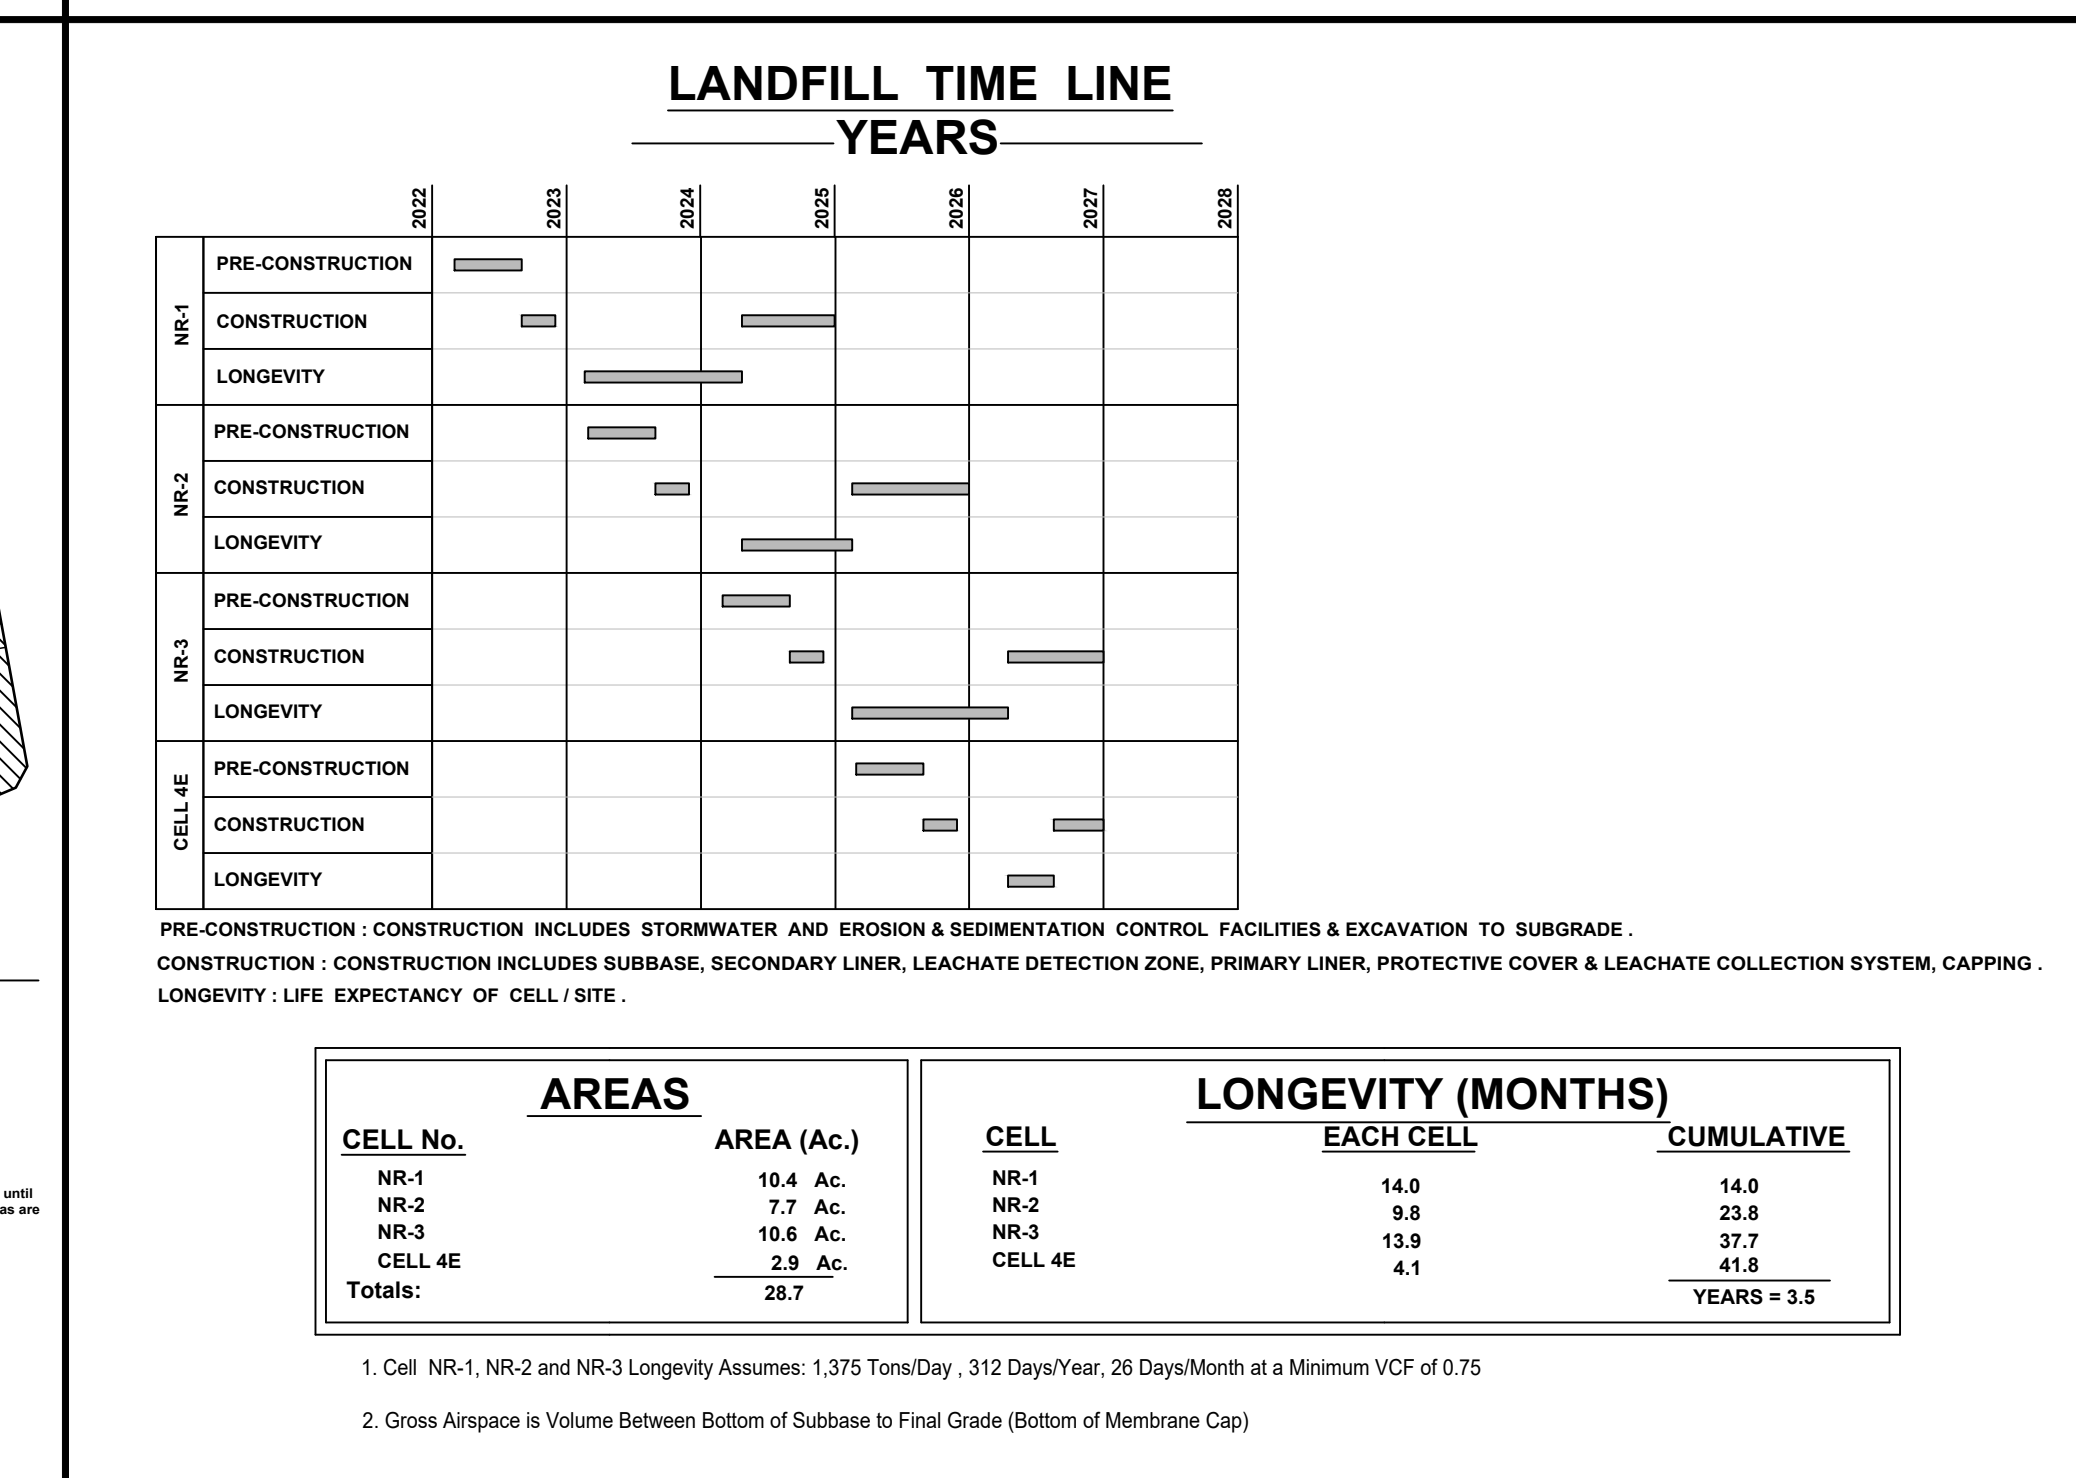 LANDFILL TIME LINE
YEARS
2022 2023 2024 2025 2026 2027 2028
NR-1
PRE-CONSTRUCTION
CONSTRUCTION
LONGEVITY
NR-2
PRE-CONSTRUCTION
CONSTRUCTION
LONGEVITY
NR-3
PRE-CONSTRUCTION
CONSTRUCTION
LONGEVITY
CELL 4E
PRE-CONSTRUCTION
CONSTRUCTION
LONGEVITY
PRE-CONSTRUCTION : CONSTRUCTION INCLUDES STORMWATER AND EROSION & SEDIMENTATION CONTROL FACILITIES & EXCAVATION TO SUBGRADE .
CONSTRUCTION : CONSTRUCTION INCLUDES SUBBASE, SECONDARY LINER, LEACHATE DETECTION ZONE, PRIMARY LINER, PROTECTIVE COVER & LEACHATE COLLECTION SYSTEM, CAPPING .
LONGEVITY : LIFE EXPECTANCY OF CELL / SITE .
AREAS
CELL No. AREA (Ac.)
NR-1 10.4 Ac.
NR-2 7.7 Ac.
NR-3 10.6 Ac.
CELL 4E 2.9 Ac.
Totals: 28.7
LONGEVITY (MONTHS)
CELL EACH CELL CUMULATIVE
NR-1 14.0 14.0
NR-2 9.8 23.8
NR-3 13.9 37.7
CELL 4E 4.1 41.8
YEARS = 3.5
until
as are
1. Cell NR-1, NR-2 and NR-3 Longevity Assumes: 1,375 Tons/Day , 312 Days/Year, 26 Days/Month at a Minimum VCF of 0.75
2. Gross Airspace is Volume Between Bottom of Subbase to Final Grade (Bottom of Membrane Cap)